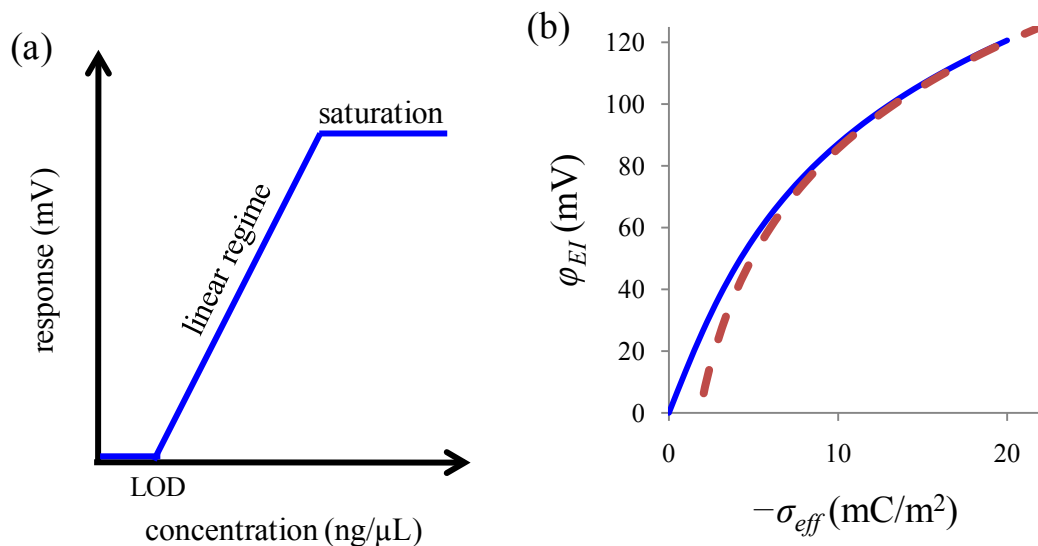 (a)
response (mV)
saturation
linear regime
LOD
concentration (ng/μL)
(b)
φEI (mV)
120
100
80
60
40
20
0
0
10
20
−σeff (mC/m²)